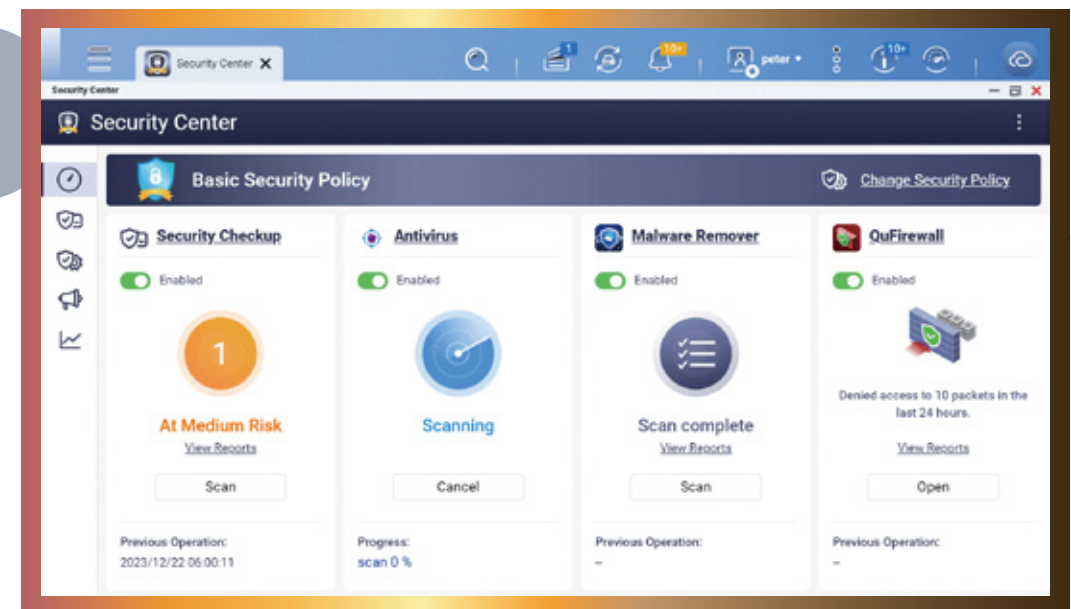 Security Center X
1
10+
peter
10+
Security Center
Security Center
Basic Security Policy
Change Security Policy
Security Checkup
Enabled
1
At Medium Risk
View Reports
Scan
Previous Operation:
2023/12/22 06:00:11
Antivirus
Enabled
Scanning
Cancel
Progress:
scan 0 %
Malware Remover
Enabled
Scan complete
View Reports
Scan
Previous Operation:
–
QuFirewall
Enabled
Denied access to 10 packets in the
last 24 hours.
View Reports
Open
Previous Operation:
–